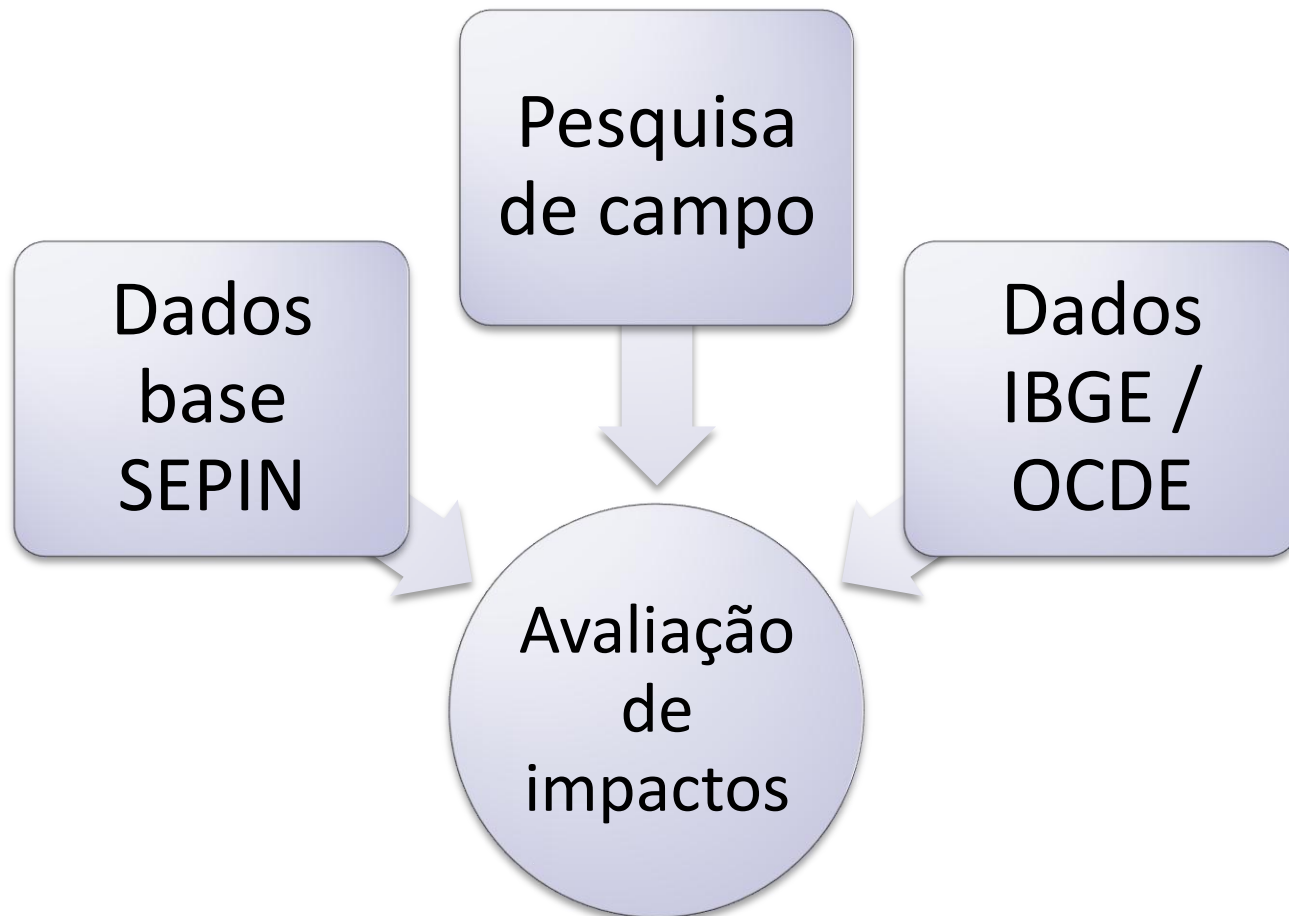 Pesquisa
de campo
Dados
base
SEPIN
Dados
IBGE /
OCDE
Avaliação
de
impactos